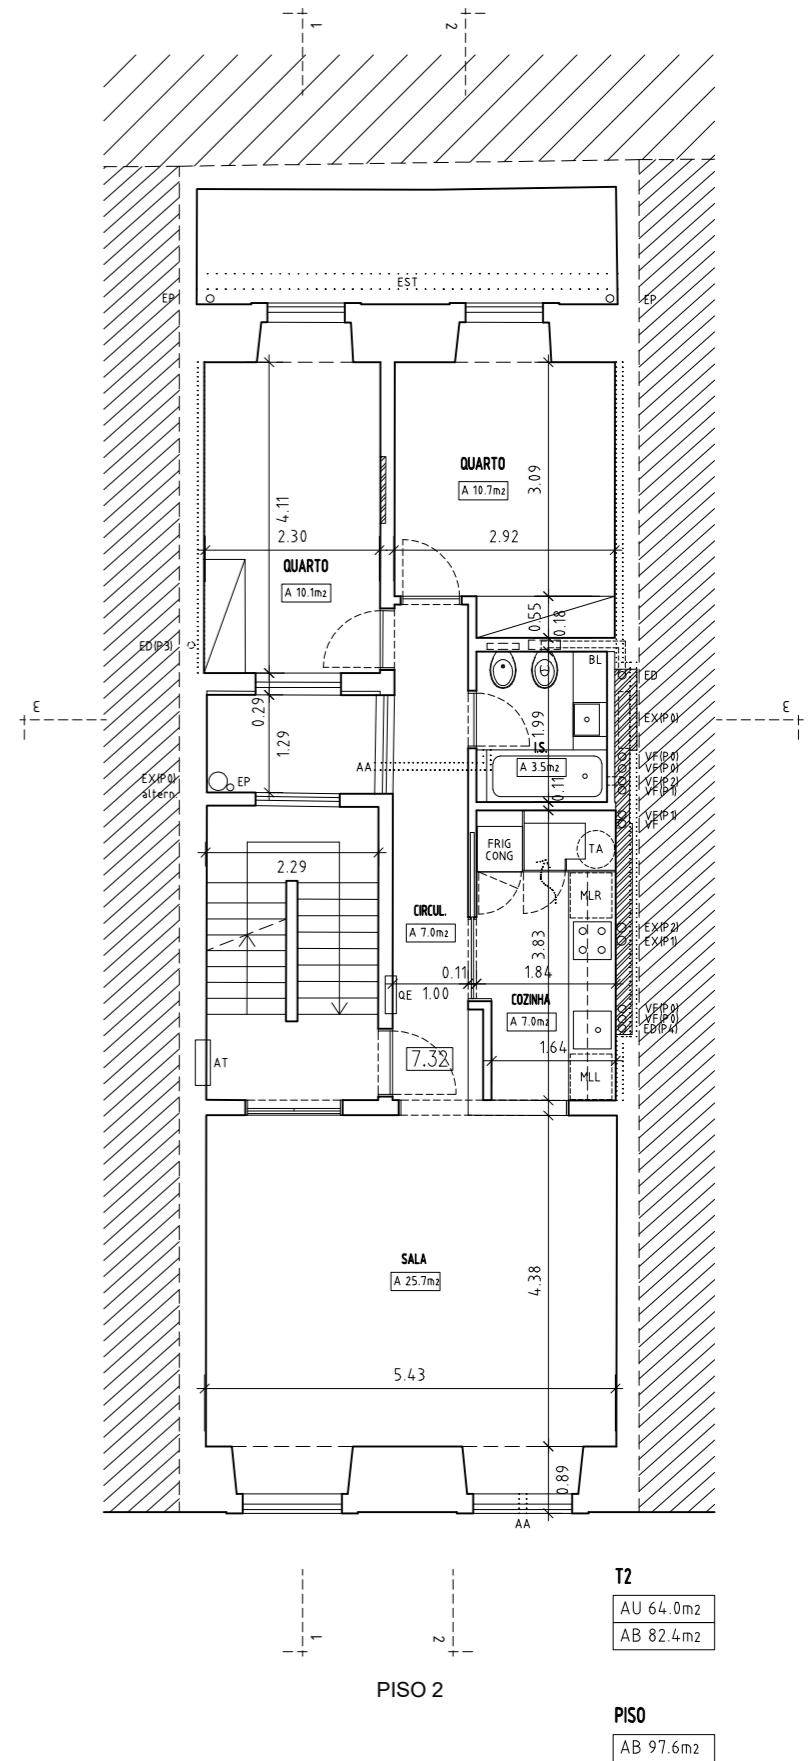 1
2
EST
EP
EP
QUARTO
A 10.7m2
3.09
4.11
2.30
2.92
QUARTO
A 10.1m2
0.55
0.18
ED(P3)
BL
ED
3
3
0.29
1.99
EX(P0)
I.S.
1.29
AA
A 3.5m2
VF(P0)
VF(P0)
VF(P2)
VF(P1)
EX(P0)
altern.
EP
0.11
VF(P1)
VF
FRIG
CONG
TA
2.29
MLR
CIRCUL.
A 7.0m2
3.83
EX(P2)
EX(P1)
0.11
1.84
QE
1.00
COZINHA
A 7.0m2
VF(P0)
VF(P0)
ED(P4)
7.32
1.64
AT
MLL
SALA
A 25.7m2
4.38
5.43
0.89
AA
T2
AU 64.0m2
AB 82.4m2
1
2
PISO 2
PISO
AB 97.6m2